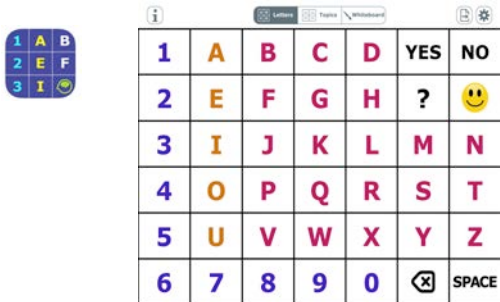 1 A B
2 E F
3 I
i Letters Topics Whiteboard
1 A B C D YES NO
2 E F G H ?
3 I J K L M N
4 O P Q R S T
5 U V W X Y Z
6 7 8 9 0 SPACE